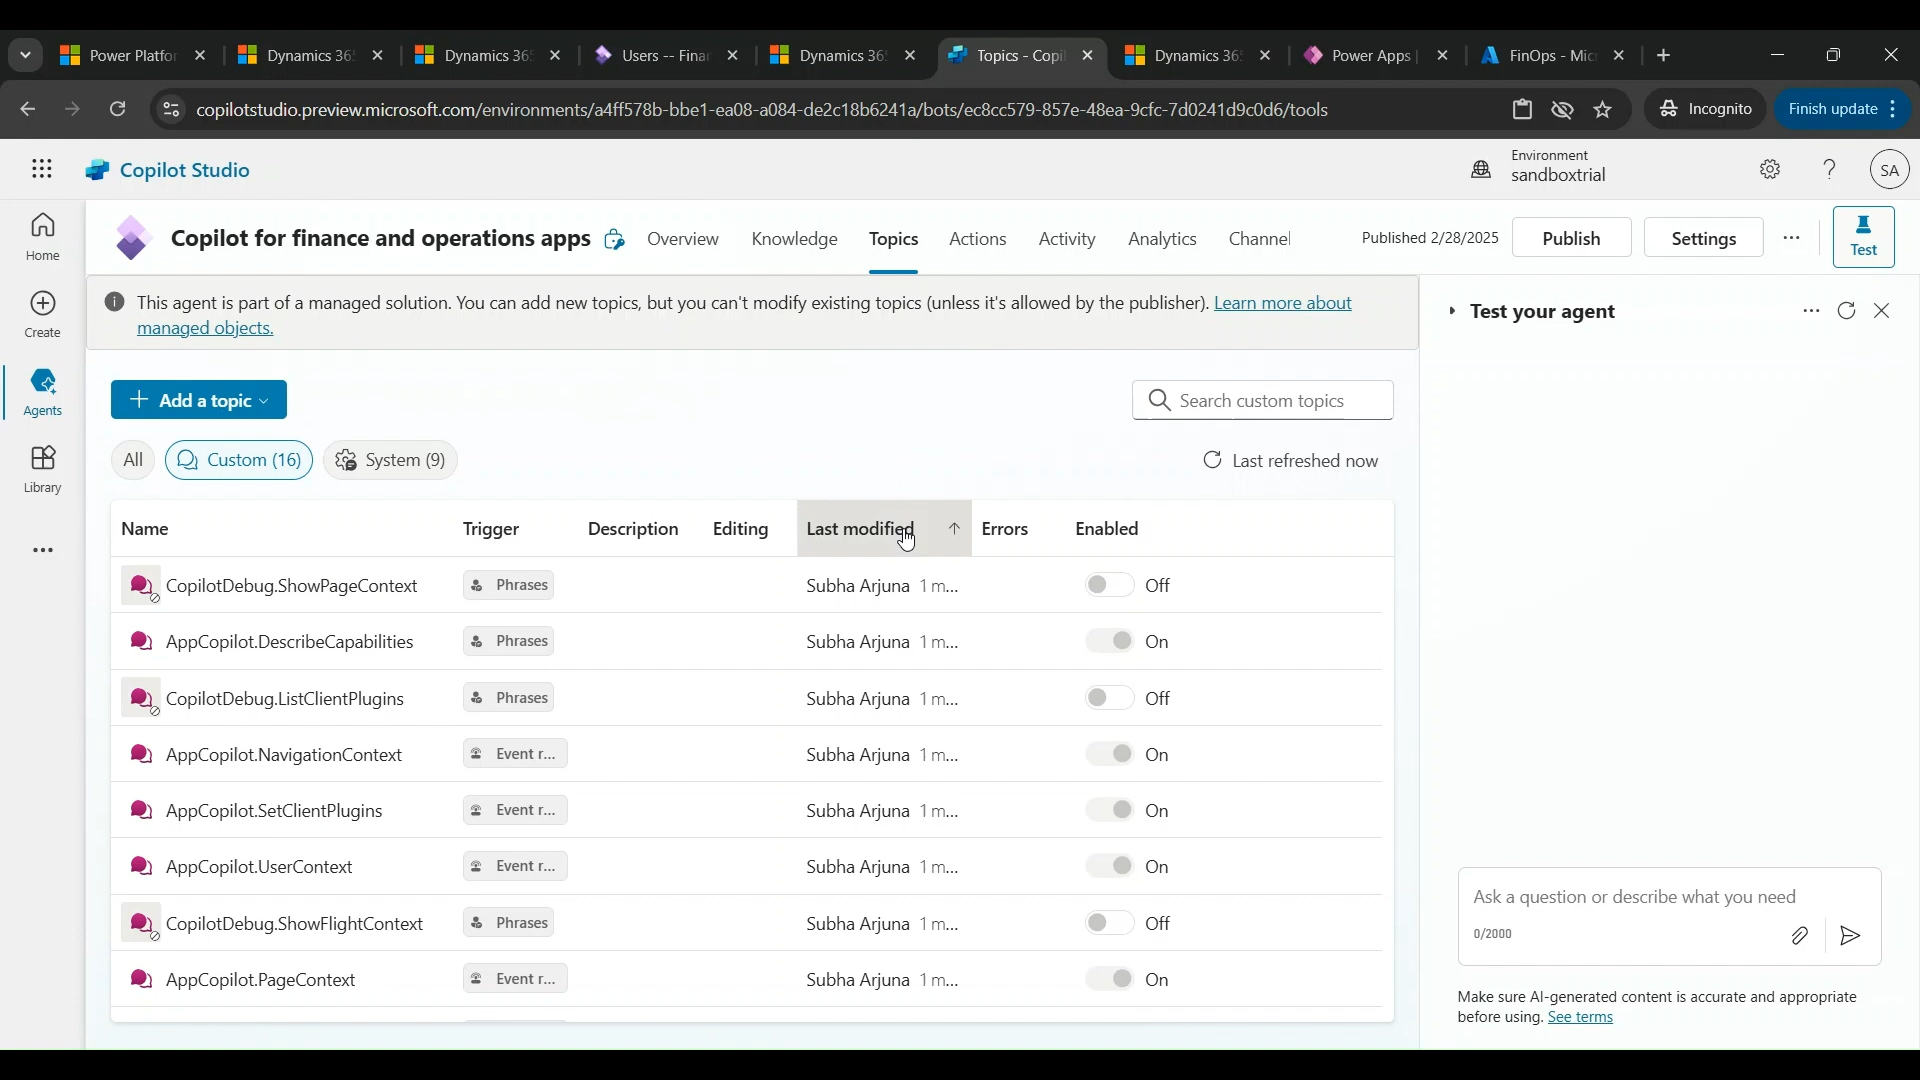 Power Platfor
Dynamics 36
Dynamics 36
Users -- Finan
Dynamics 36
Topics - Copil
Dynamics 36
Power Apps |
FinOps - Mic
copilotstudio.preview.microsoft.com/environments/a4ff578b-bbe1-ea08-a084-de2c18b6241a/bots/ec8cc579-857e-48ea-9cfc-7d0241d9c0d6/tools
Incognito
Finish update
Copilot Studio
Environment
sandboxtrial
?
SA
Home
Create
Agents
Library
Copilot for finance and operations apps
Overview
Knowledge
Topics
Actions
Activity
Analytics
Channel
Published 2/28/2025
Publish
Settings
Test
This agent is part of a managed solution. You can add new topics, but you can't modify existing topics (unless it's allowed by the publisher). Learn more about
managed objects.
Add a topic
Search custom topics
All
Custom (16)
System (9)
Last refreshed now
Name Trigger Description Editing Last modified Errors Enabled
CopilotDebug.ShowPageContext Phrases Subha Arjuna 1 m... Off
AppCopilot.DescribeCapabilities Phrases Subha Arjuna 1 m... On
CopilotDebug.ListClientPlugins Phrases Subha Arjuna 1 m... Off
AppCopilot.NavigationContext Event r... Subha Arjuna 1 m... On
AppCopilot.SetClientPlugins Event r... Subha Arjuna 1 m... On
AppCopilot.UserContext Event r... Subha Arjuna 1 m... On
CopilotDebug.ShowFlightContext Phrases Subha Arjuna 1 m... Off
AppCopilot.PageContext Event r... Subha Arjuna 1 m... On
Test your agent
Ask a question or describe what you need
0/2000
Make sure AI-generated content is accurate and appropriate
before using. See terms